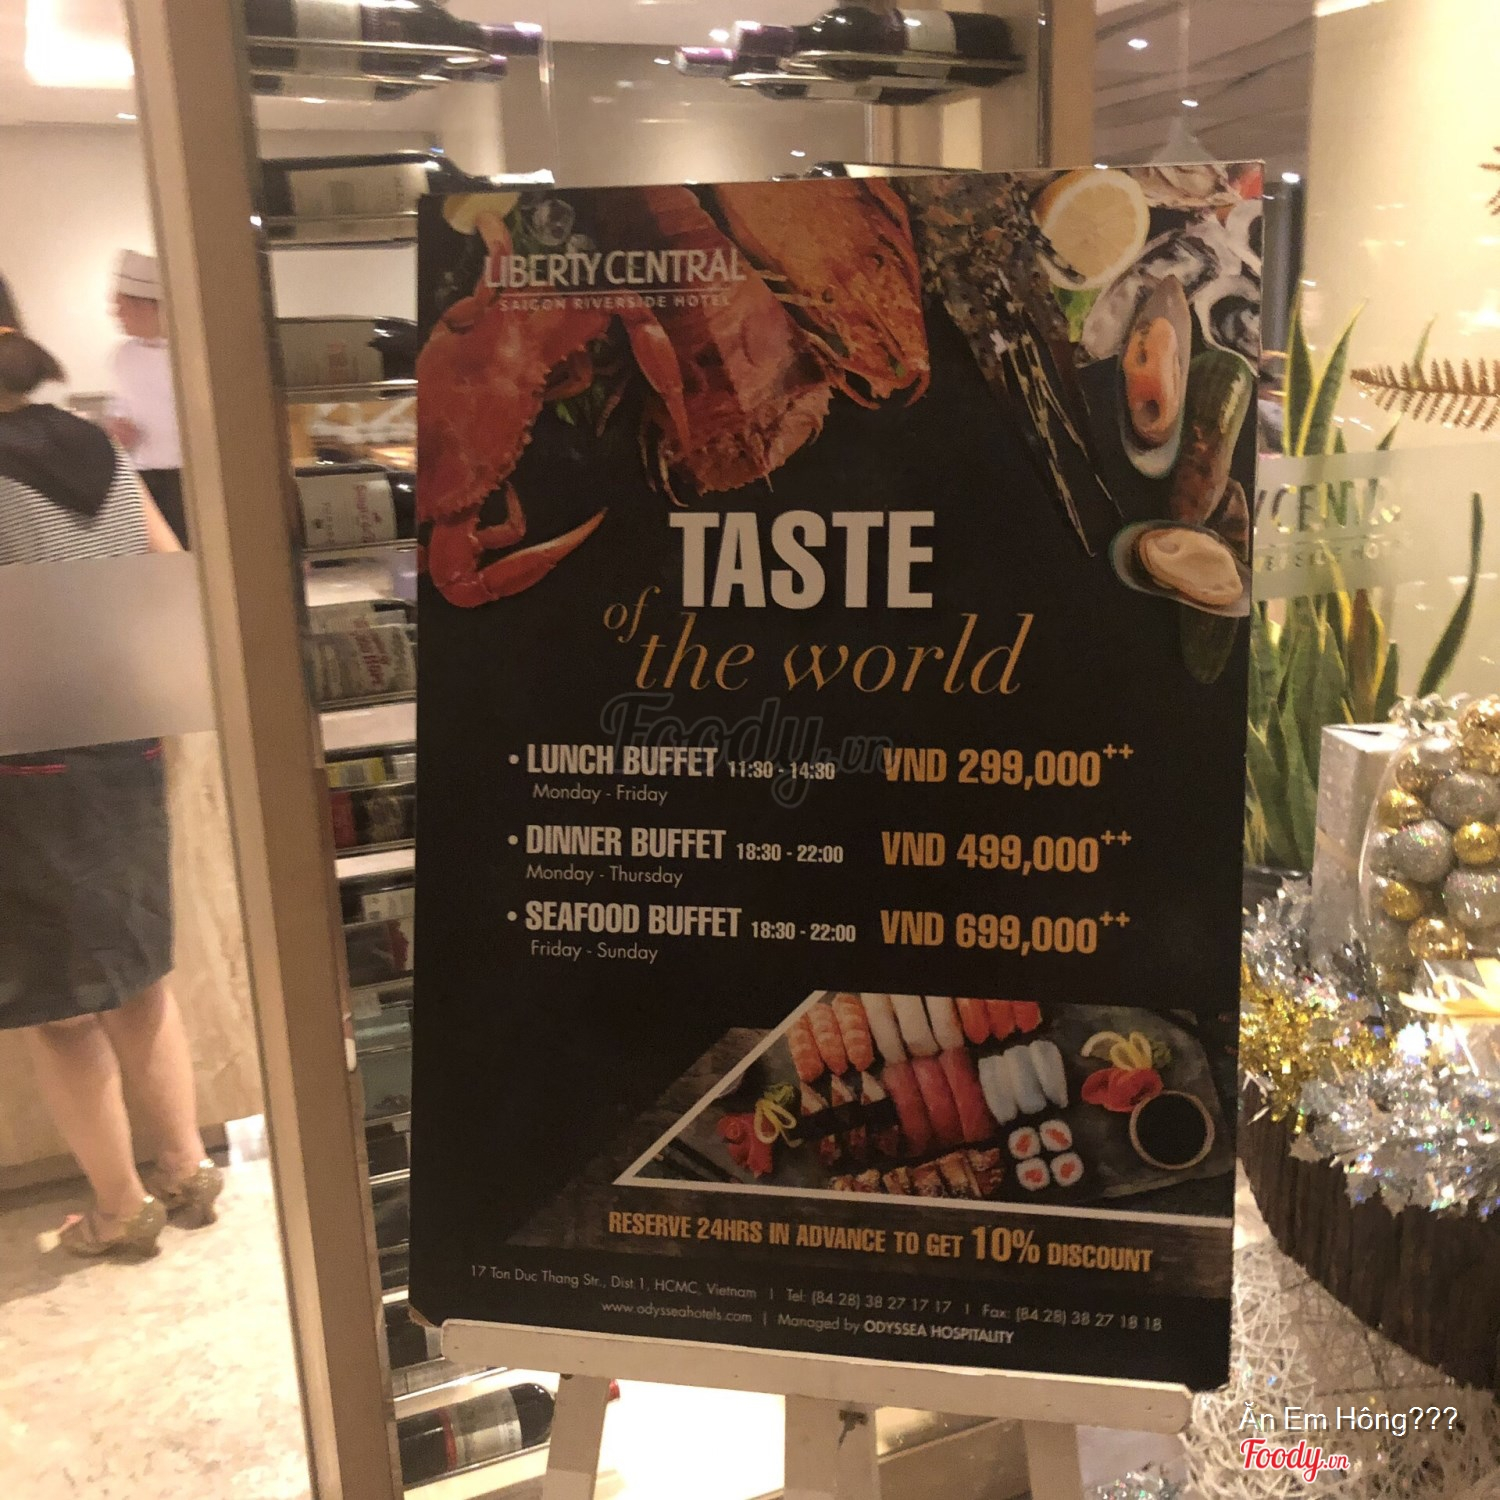 LIBERTY CENTRAL
SAIGON RIVERSIDE HOTEL
TASTE
of
the world
Foody.vn
• LUNCH BUFFET 11:30 - 14:30 VND 299,000++
Monday - Friday
• DINNER BUFFET 18:30 - 22:00 VND 499,000++
Monday - Thursday
• SEAFOOD BUFFET 18:30 - 22:00 VND 699,000++
Friday - Sunday
RESERVE 24HRS IN ADVANCE TO GET 10% DISCOUNT
17 Ton Duc Thang Str., Dist 1, HCMC, Vietnam | Tel: (84.28) 38 27 17 17 | Fax: (84.28) 38 27 18 18
www.odysseahotels.com | Managed by ODYSSEA HOSPITALITY
Ăn Em Hông???
Foody.vn